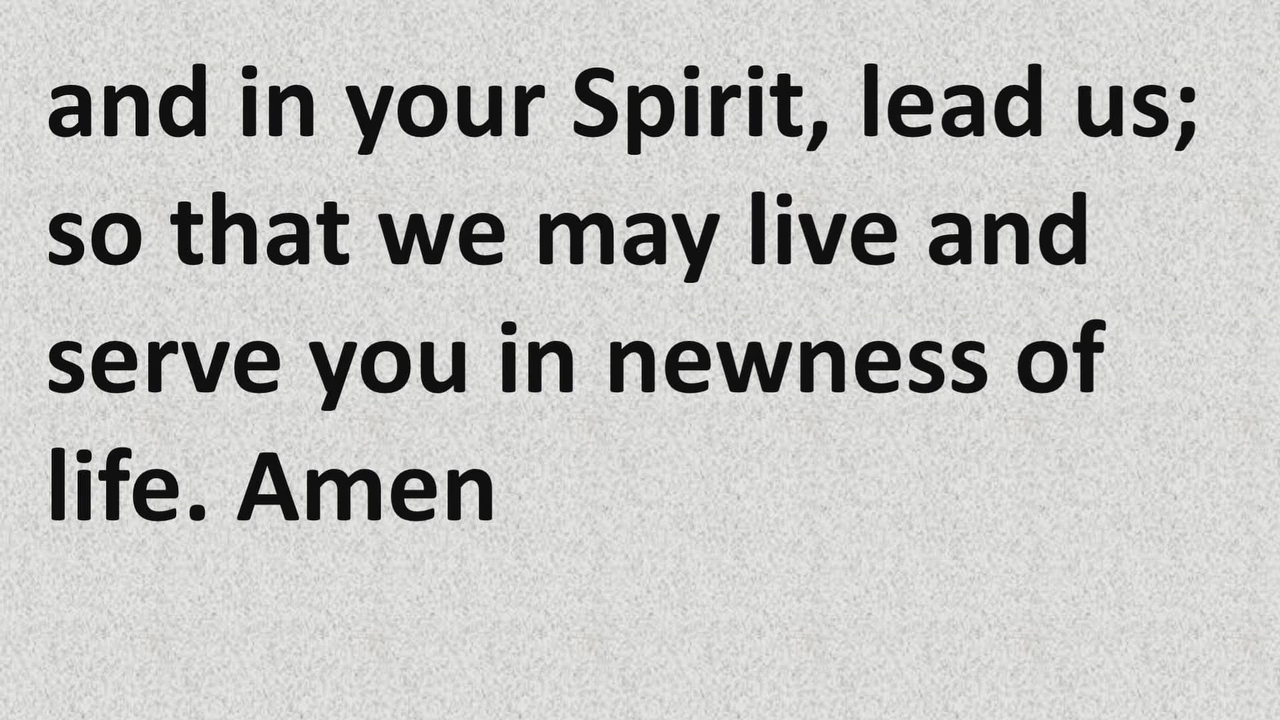 and in your Spirit, lead us;
so that we may live and
serve you in newness of
life. Amen